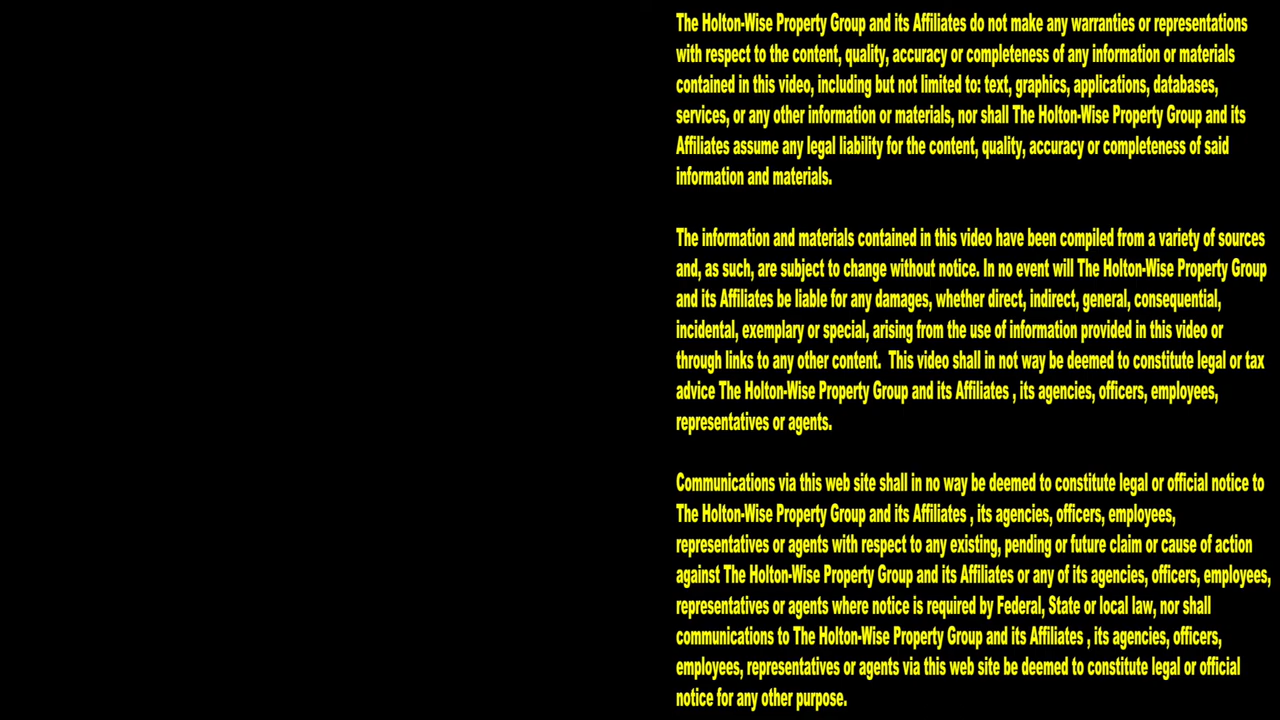 The Holton-Wise Property Group and its Affiliates do not make any warranties or representations
with respect to the content, quality, accuracy or completeness of any information or materials
contained in this video, including but not limited to: text, graphics, applications, databases,
services, or any other information or materials, nor shall The Holton-Wise Property Group and its
Affiliates assume any legal liability for the content, quality, accuracy or completeness of said
information and materials.
The information and materials contained in this video have been compiled from a variety of sources
and, as such, are subject to change without notice. In no event will The Holton-Wise Property Group
and its Affiliates be liable for any damages, whether direct, indirect, general, consequential,
incidental, exemplary or special, arising from the use of information provided in this video or
through links to any other content.  This video shall in not way be deemed to constitute legal or tax
advice The Holton-Wise Property Group and its Affiliates , its agencies, officers, employees,
representatives or agents.
Communications via this web site shall in no way be deemed to constitute legal or official notice to
The Holton-Wise Property Group and its Affiliates , its agencies, officers, employees,
representatives or agents with respect to any existing, pending or future claim or cause of action
against The Holton-Wise Property Group and its Affiliates or any of its agencies, officers, employees,
representatives or agents where notice is required by Federal, State or local law, nor shall
communications to The Holton-Wise Property Group and its Affiliates , its agencies, officers,
employees, representatives or agents via this web site be deemed to constitute legal or official
notice for any other purpose.